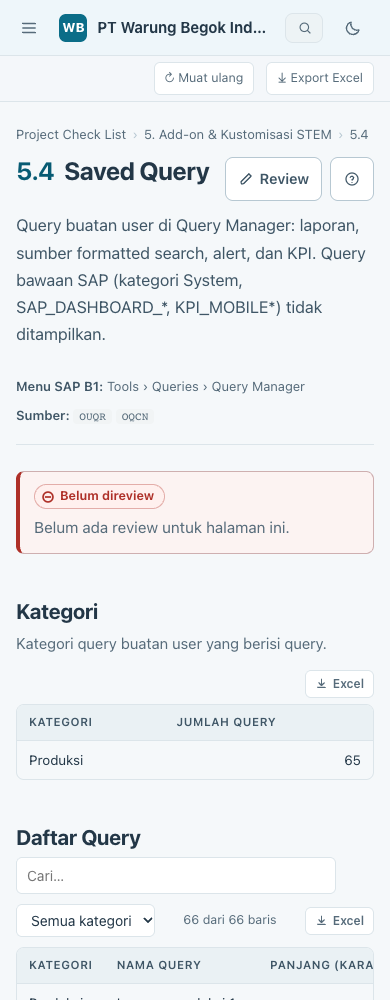 WB PT Warung Begok Ind...
Muat ulang Export Excel
Project Check List › 5. Add-on & Kustomisasi STEM › 5.4
5.4 Saved Query Review
Query buatan user di Query Manager: laporan,
sumber formatted search, alert, dan KPI. Query
bawaan SAP (kategori System,
SAP_DASHBOARD_*, KPI_MOBILE*) tidak
ditampilkan.
Menu SAP B1: Tools › Queries › Query Manager
Sumber: OUQR OQCN
Belum direview
Belum ada review untuk halaman ini.
Kategori
Kategori query buatan user yang berisi query.
Excel
KATEGORI JUMLAH QUERY
Produksi 65
Daftar Query
Cari...
Semua kategori 66 dari 66 baris Excel
KATEGORI NAMA QUERY PANJANG (KARA